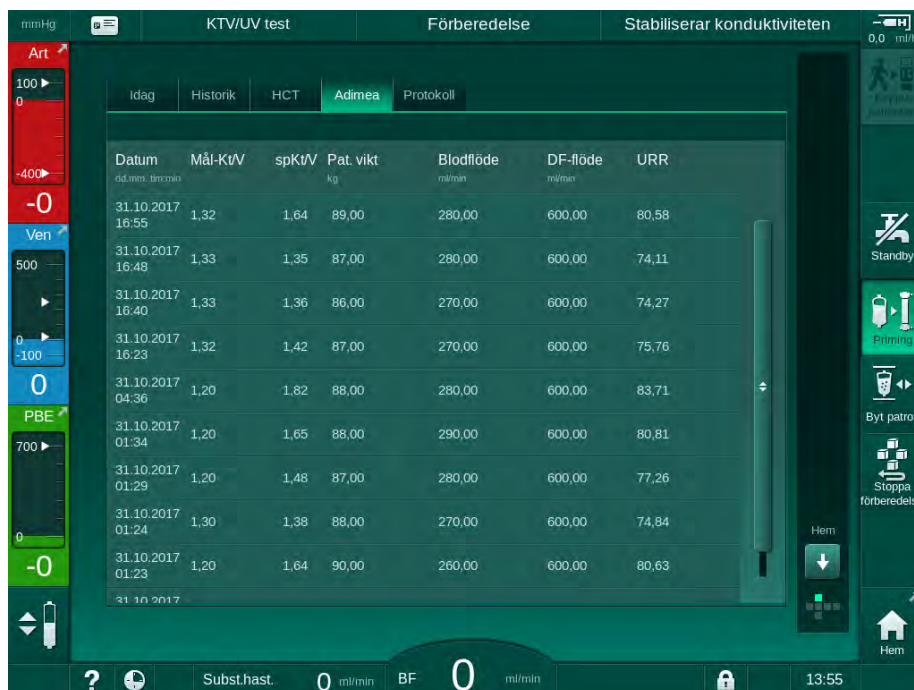 mmHg
KTV/UV test
Förberedelse
Stabiliserar konduktiviteten
0,0 ml/h
Art
100
0
-400
-0
Ven
500
0
-100
0
PBE
700
0
-0
Idag Historik HCT Adimea Protokoll
Datum Mål-Kt/V spKt/V Pat. vikt Blodflöde DF-flöde URR
dd.mm. tim:min kg ml/min ml/min
31.10.2017
16:55 1,32 1,64 89,00 280,00 600,00 80,58
31.10.2017
16:48 1,33 1,35 87,00 280,00 600,00 74,11
31.10.2017
16:40 1,33 1,36 86,00 270,00 600,00 74,27
31.10.2017
16:23 1,32 1,42 87,00 270,00 600,00 75,76
31.10.2017
04:36 1,20 1,82 88,00 280,00 600,00 83,71
31.10.2017
01:34 1,20 1,65 88,00 290,00 600,00 80,81
31.10.2017
01:29 1,20 1,48 87,00 280,00 600,00 77,26
31.10.2017
01:24 1,30 1,38 88,00 270,00 600,00 74,84
31.10.2017
01:23 1,20 1,64 90,00 260,00 600,00 80,63
31.10.2017
Hem
Standby
Priming
Byt patro
Stoppa
förberedels
Hem
? Subst.hast. 0 ml/min BF 0 ml/min 13:55